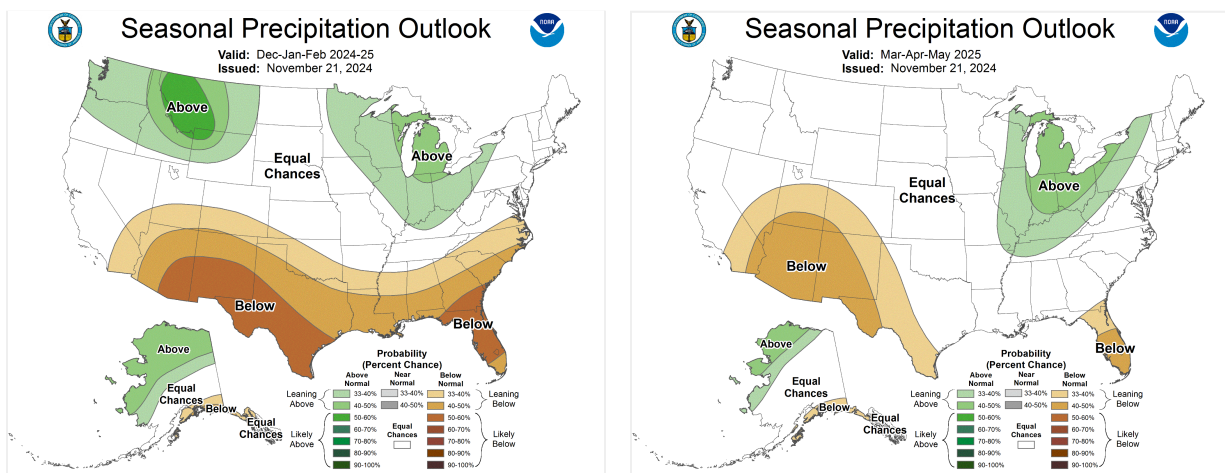 Seasonal Precipitation Outlook
NOAA
Valid: Dec-Jan-Feb 2024-25
Issued: November 21, 2024
Above
Equal
Chances
Above
Below
Below
Above
Equal
Chances
Below
Equal
Chances
Probability
(Percent Chance)
Above
Normal
Near
Normal
Below
Normal
Leaning
Above
33-40%
33-40%
33-40%
Leaning
Below
40-50%
40-50%
40-50%
Likely
Above
50-60%
Equal
Chances
50-60%
Likely
Below
60-70%
60-70%
70-80%
70-80%
80-90%
80-90%
90-100%
90-100%
Seasonal Precipitation Outlook
NOAA
Valid: Mar-Apr-May 2025
Issued: November 21, 2024
Equal
Chances
Above
Below
Below
Above
Equal
Chances
Below
Equal
Chances
Probability
(Percent Chance)
Above
Normal
Near
Normal
Below
Normal
Leaning
Above
33-40%
33-40%
33-40%
Leaning
Below
40-50%
40-50%
40-50%
Likely
Above
50-60%
Equal
Chances
50-60%
Likely
Below
60-70%
60-70%
70-80%
70-80%
80-90%
80-90%
90-100%
90-100%